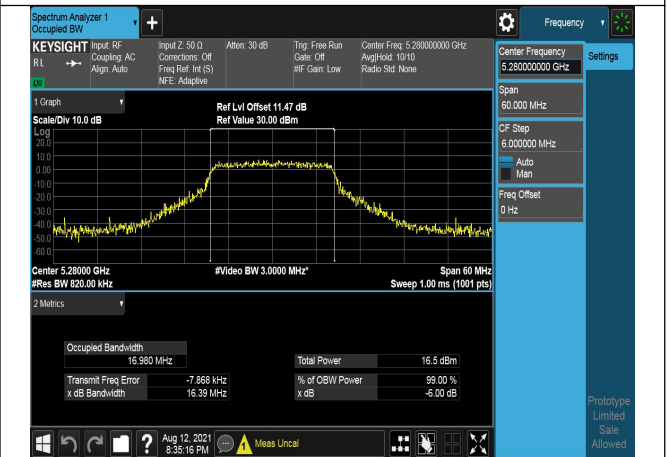 Spectrum Analyzer 1
Occupied BW
+
Frequency
KEYSIGHT
RL
LXI
Input: RF
Coupling: AC
Align: Auto
Input Z: 50 Ω
Corrections: Off
Freq Ref: Int (S)
NFE: Adaptive
Atten: 30 dB
Trig: Free Run
Gate: Off
#IF Gain: Low
Center Freq: 5.280000000 GHz
Avg|Hold: 10/10
Radio Std: None
Center Frequency
5.280000000 GHz
Settings
Span
60.000 MHz
CF Step
6.000000 MHz
Auto
Man
Freq Offset
0 Hz
1 Graph
Scale/Div 10.0 dB
Ref Lvl Offset 11.47 dB
Ref Value 30.00 dBm
Log
20.0
10.0
0.00
-10.0
-20.0
-30.0
-40.0
-50.0
-60.0
Center 5.28000 GHz
#Video BW 3.0000 MHz*
Span 60 MHz
#Res BW 820.00 kHz
Sweep 1.00 ms (1001 pts)
2 Metrics
Occupied Bandwidth
16.980 MHz
Total Power 16.5 dBm
Transmit Freq Error -7.868 kHz
% of OBW Power 99.00 %
x dB Bandwidth 16.39 MHz
x dB -6.00 dB
Prototype
Limited
Sale
Allowed
?
Aug 12, 2021
8:35:16 PM
Meas Uncal